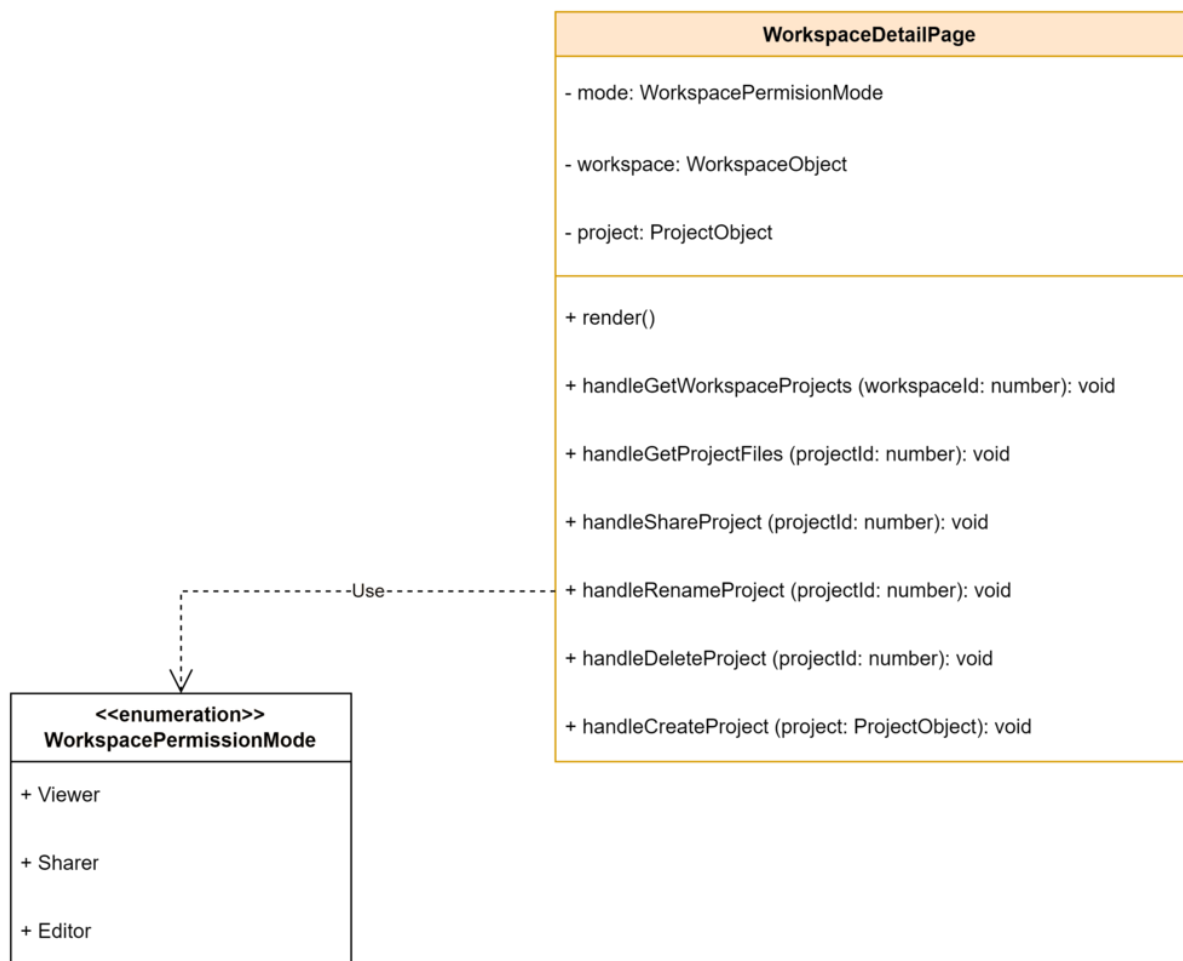 WorkspaceDetailPage
- mode: WorkspacePermisionMode
- workspace: WorkspaceObject
- project: ProjectObject
+ render()
+ handleGetWorkspaceProjects (workspaceId: number): void
+ handleGetProjectFiles (projectId: number): void
+ handleShareProject (projectId: number): void
+ handleRenameProject (projectId: number): void
+ handleDeleteProject (projectId: number): void
+ handleCreateProject (project: ProjectObject): void
Use
<<enumeration>>
WorkspacePermissionMode
+ Viewer
+ Sharer
+ Editor